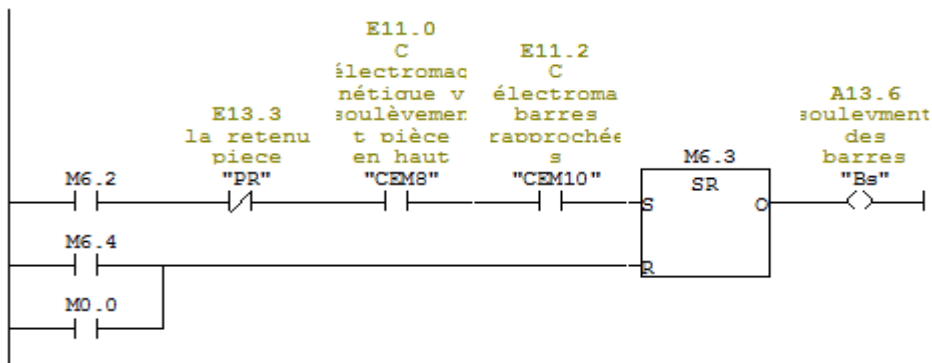 E11.0
C
électromaq
nétique v
soulèvemen
t pièce
en haut
"CEM8"
E11.2
C
électroma
barres
rapprochée
s
"CEM10"
E13.3
la retenu
piece
"PR"
A13.6
soulevment
des
barres
"Bs"
M6.2
M6.3
SR
S
Q
R
M6.4
M0.0